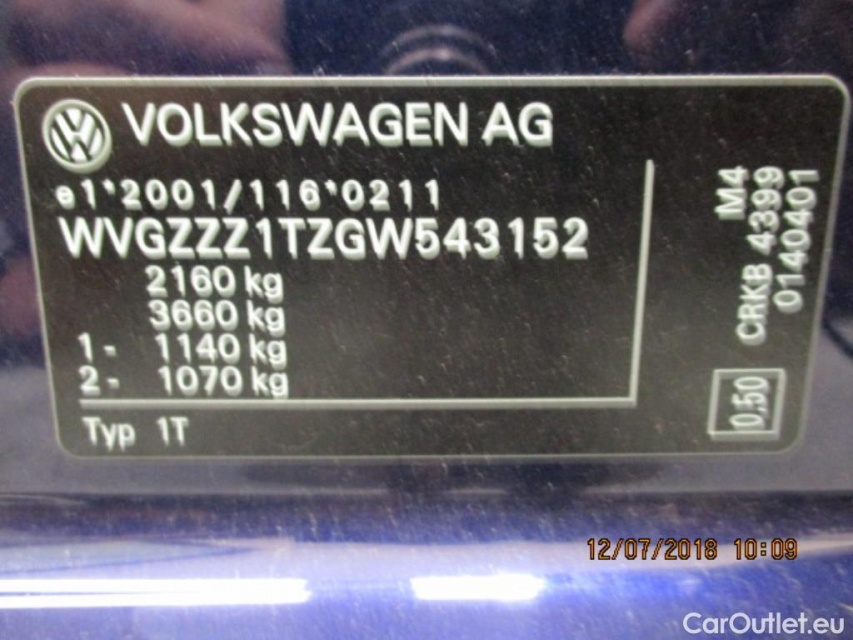 VOLKSWAGEN AG
e1*2001/116*0211
WVGZZZ1TZGW543152
2160 kg
3660 kg
1- 1140 kg
2- 1070 kg
Typ 1T
M4
CRKB 4399
0140401
0,50
12/07/2018 10:09
CarOutlet.eu